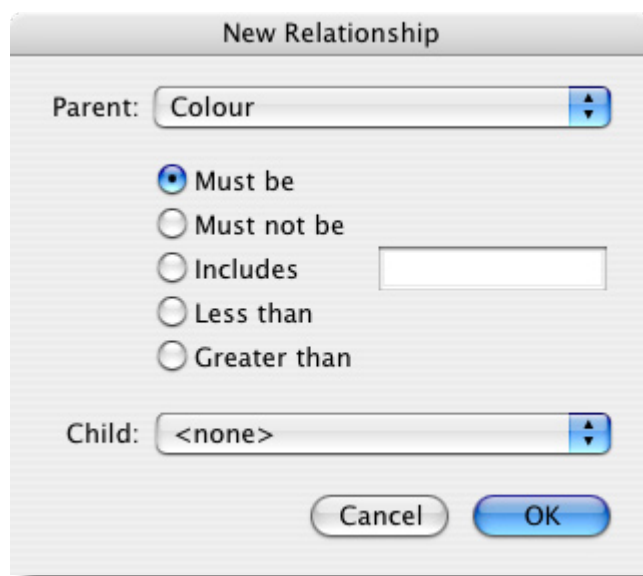 New Relationship
Parent: Colour
Must be
Must not be
Includes
Less than
Greater than
Child: <none>
Cancel OK